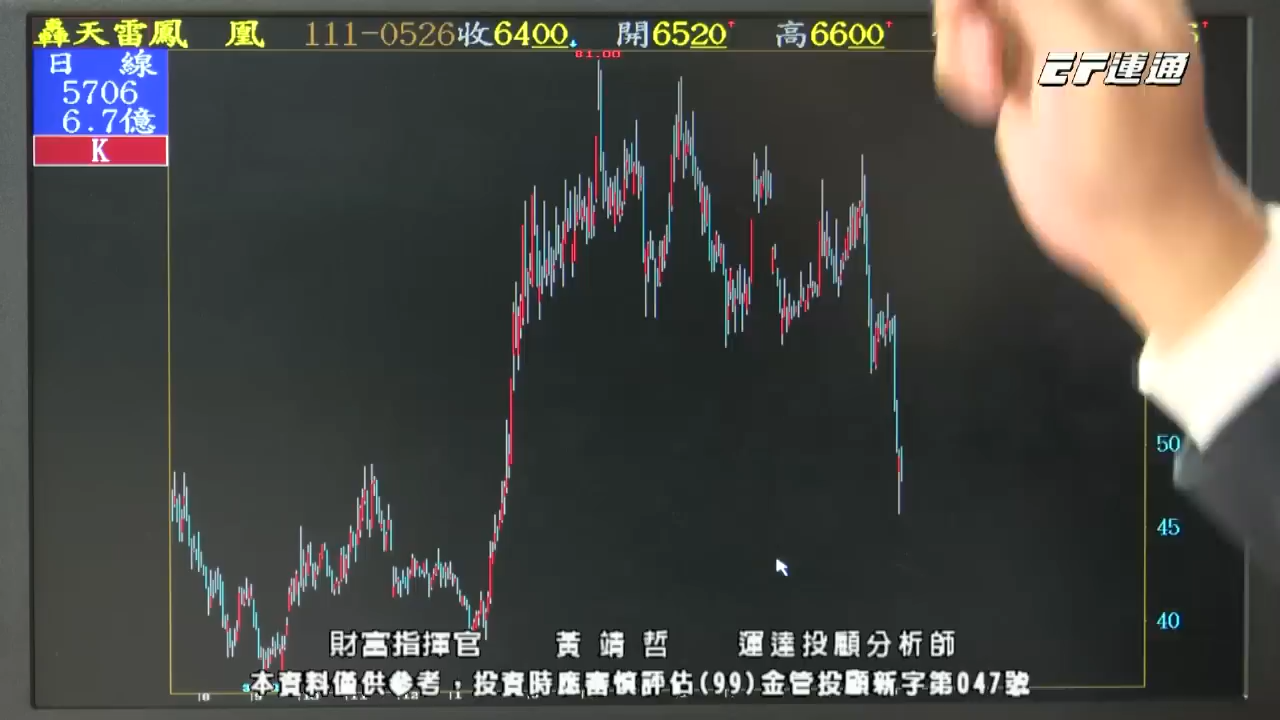 轟天雷鳳 凰 111-0526收6400 開6520↑ 高6600↑
EF運通
日 線
5706
6.7億
K
81.00
50
45
40
財富指揮官 黃靖哲 運達投顧分析師
本資料僅供參考，投資時應審慎評估(99)金管投顧新字第047號